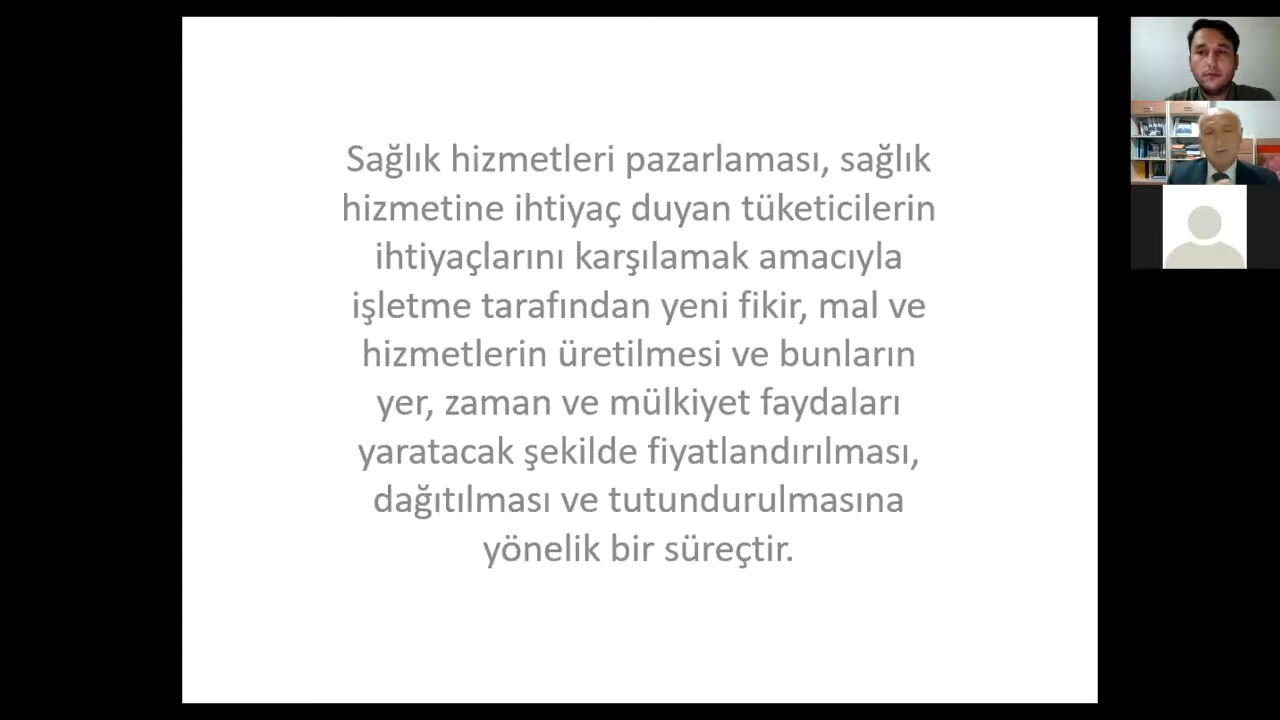 Sağlık hizmetleri pazarlaması, sağlık
hizmetine ihtiyaç duyan tüketicilerin
ihtiyaçlarını karşılamak amacıyla
işletme tarafından yeni fikir, mal ve
hizmetlerin üretilmesi ve bunların
yer, zaman ve mülkiyet faydaları
yaratacak şekilde fiyatlandırılması,
dağıtılması ve tutundurulmasına
yönelik bir süreçtir.